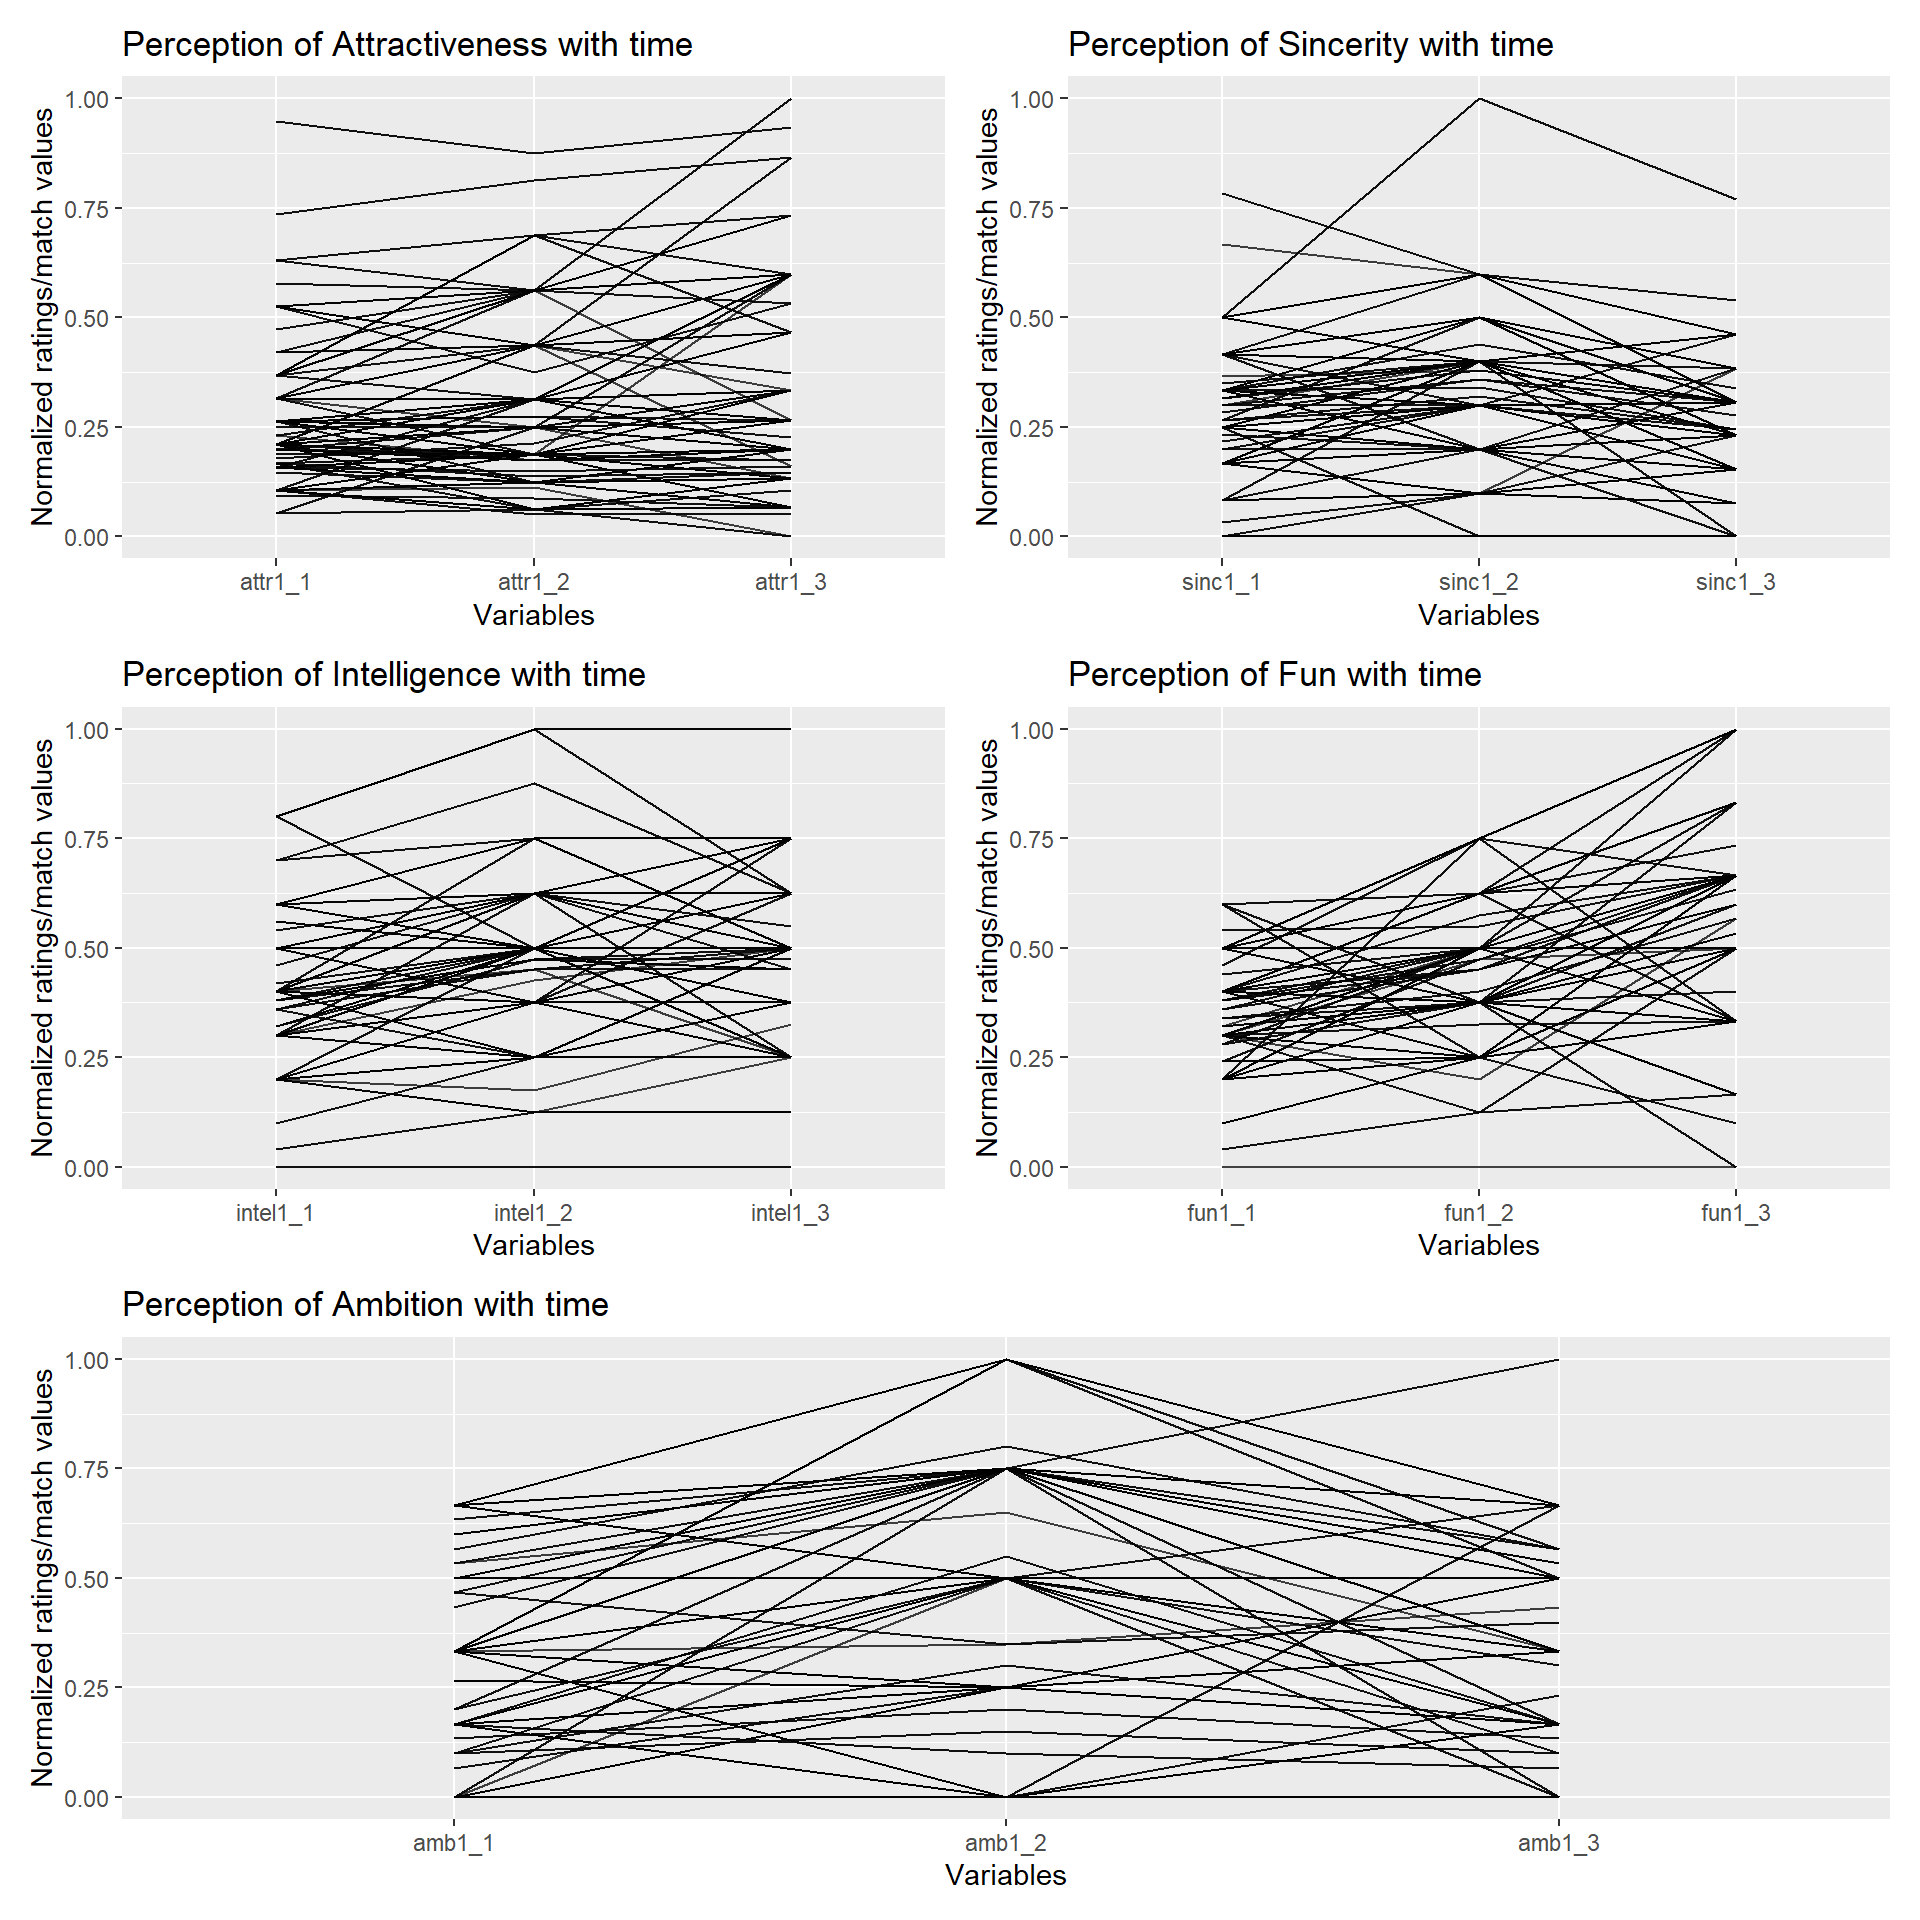 Perception of Attractiveness with time
Normalized ratings/match values
1.00
0.75
0.50
0.25
0.00
attr1_1 attr1_2 attr1_3
Variables
Perception of Sincerity with time
Normalized ratings/match values
1.00
0.75
0.50
0.25
0.00
sinc1_1 sinc1_2 sinc1_3
Variables
Perception of Intelligence with time
Normalized ratings/match values
1.00
0.75
0.50
0.25
0.00
intel1_1 intel1_2 intel1_3
Variables
Perception of Fun with time
Normalized ratings/match values
1.00
0.75
0.50
0.25
0.00
fun1_1 fun1_2 fun1_3
Variables
Perception of Ambition with time
Normalized ratings/match values
1.00
0.75
0.50
0.25
0.00
amb1_1 amb1_2 amb1_3
Variables